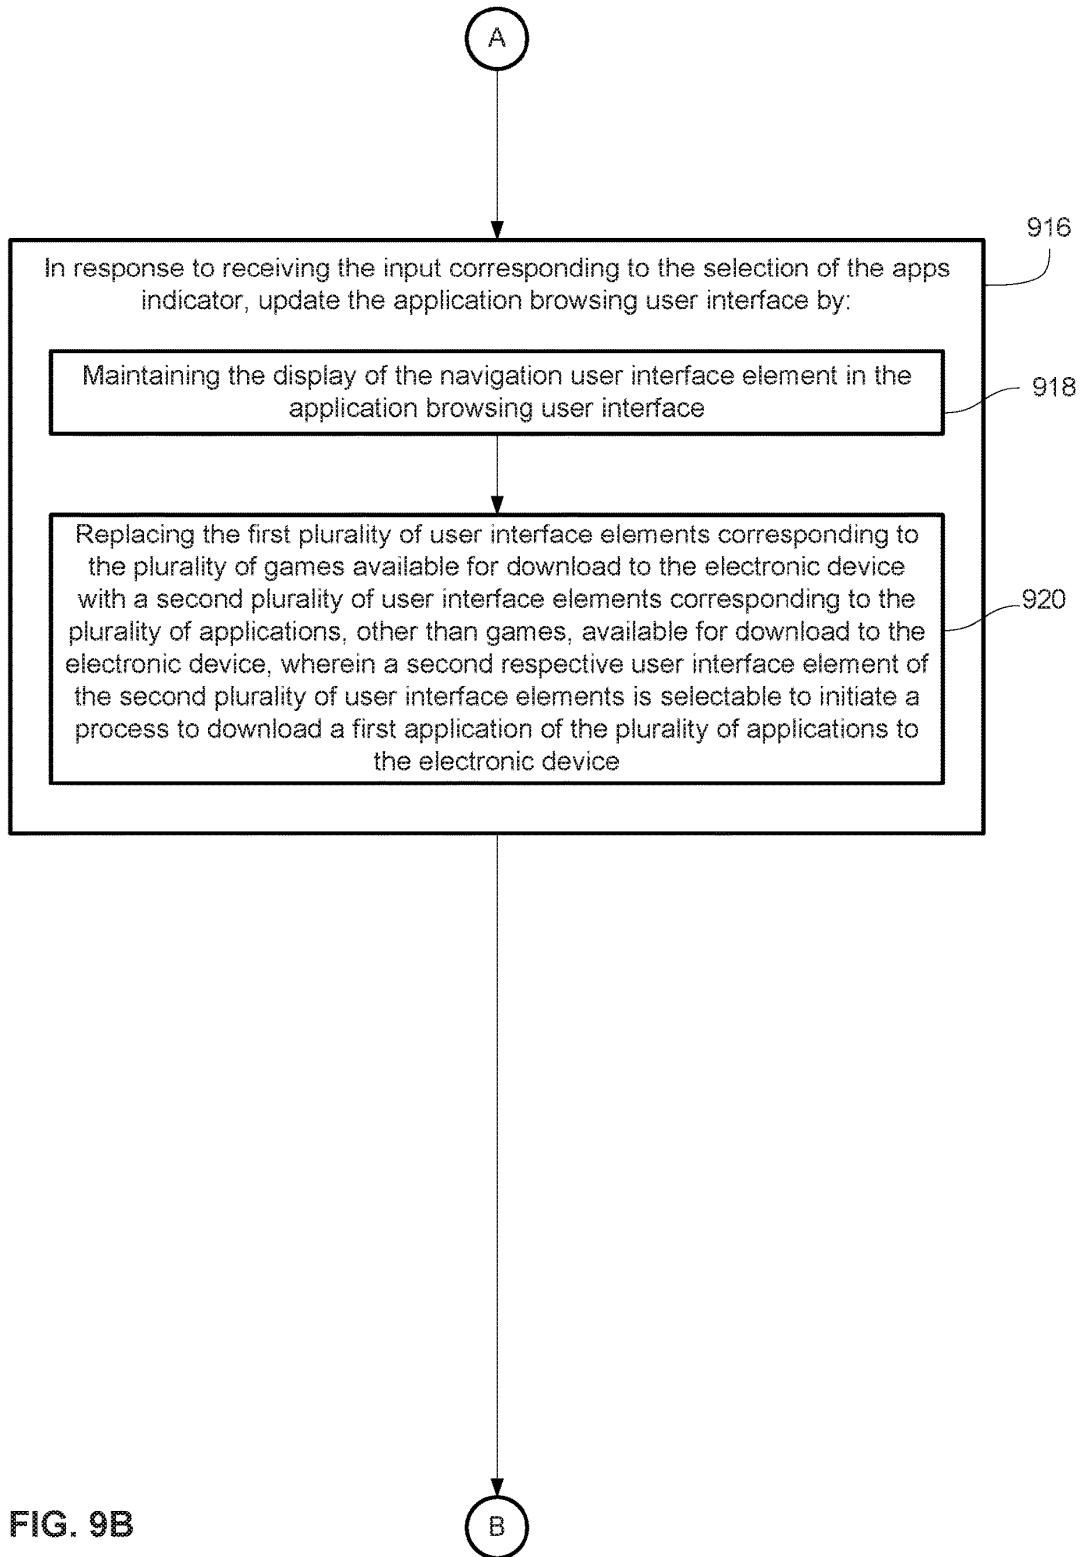 A
916
In response to receiving the input corresponding to the selection of the apps
indicator, update the application browsing user interface by:
Maintaining the display of the navigation user interface element in the
application browsing user interface
918
Replacing the first plurality of user interface elements corresponding to
the plurality of games available for download to the electronic device
with a second plurality of user interface elements corresponding to the
plurality of applications, other than games, available for download to the
electronic device, wherein a second respective user interface element of
the second plurality of user interface elements is selectable to initiate a
process to download a first application of the plurality of applications to
the electronic device
920
FIG. 9B
B